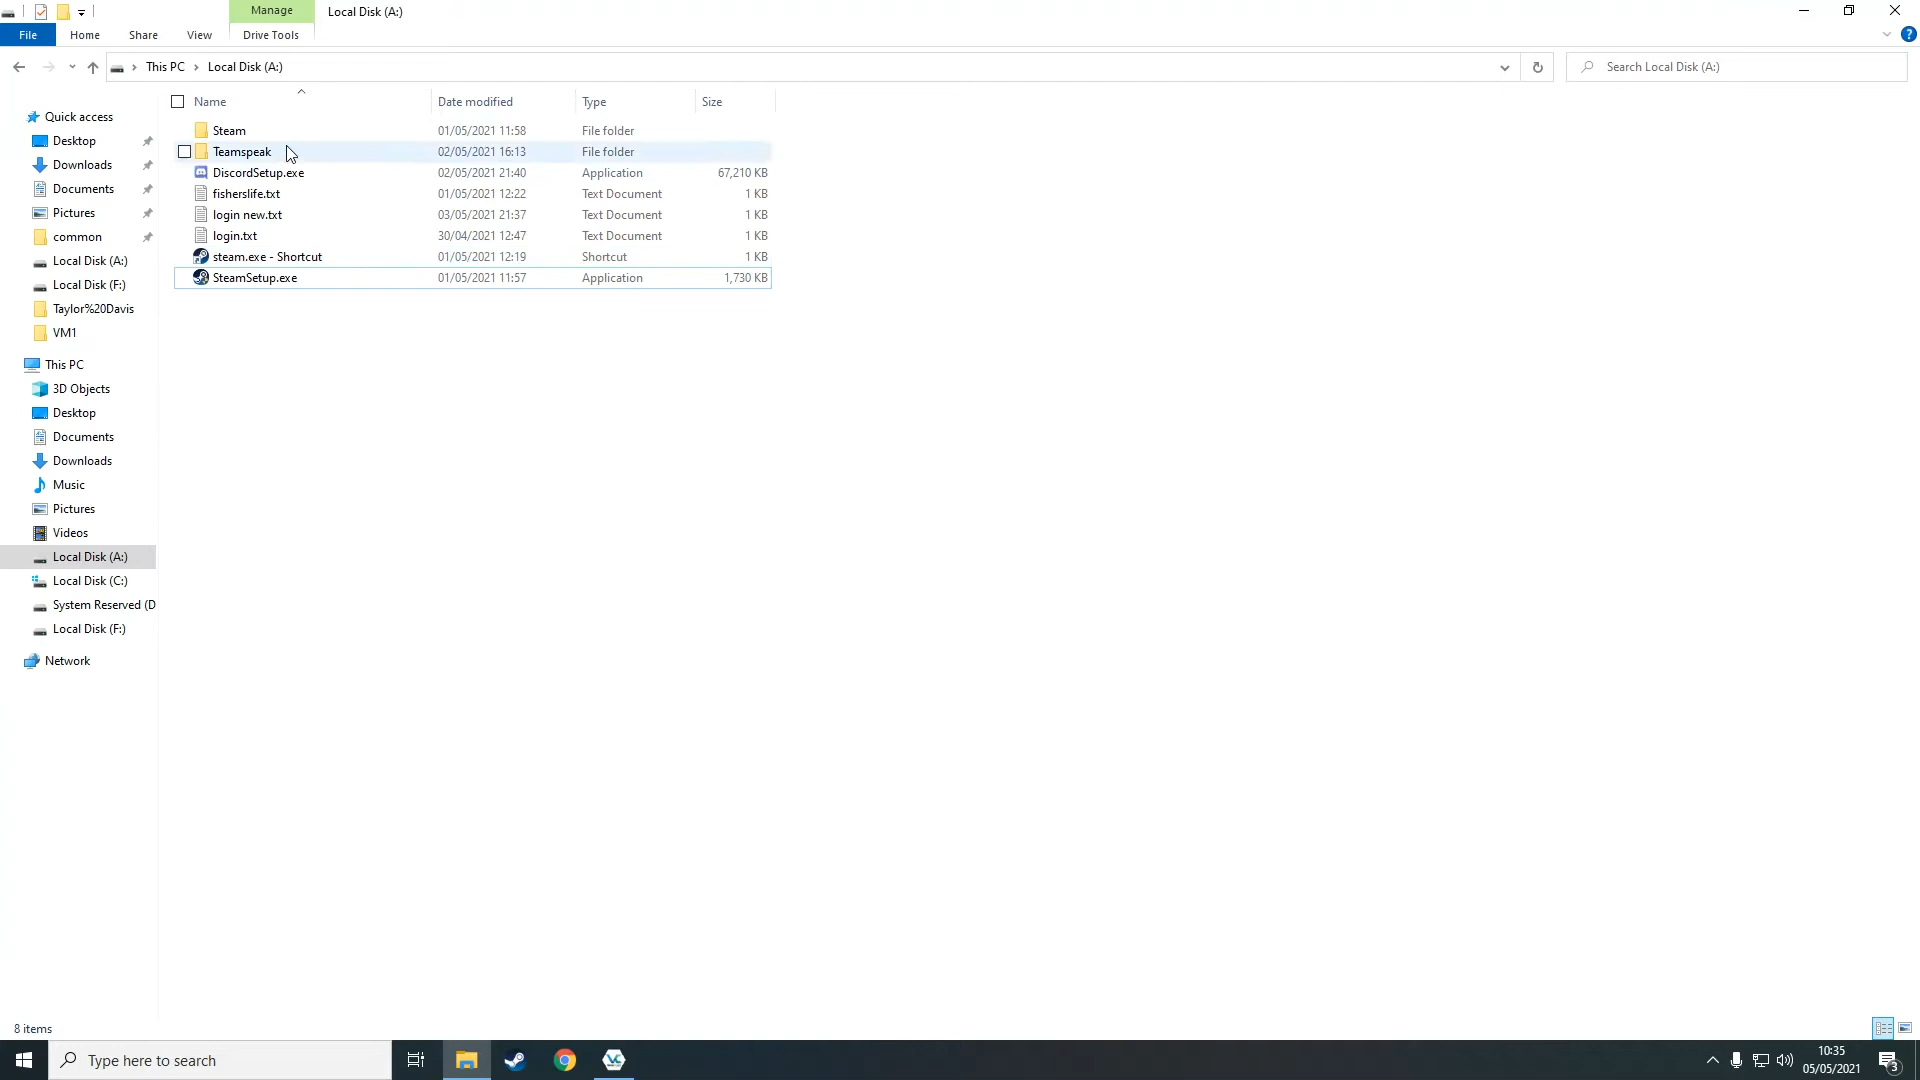 Manage
Local Disk (A:)
File
Home
Share
View
Drive Tools
This PC
Local Disk (A:)
Search Local Disk (A:)
Name
Date modified
Type
Size
Steam 01/05/2021 11:58 File folder
Teamspeak 02/05/2021 16:13 File folder
DiscordSetup.exe 02/05/2021 21:40 Application 67,210 KB
fisherslife.txt 01/05/2021 12:22 Text Document 1 KB
login new.txt 03/05/2021 21:37 Text Document 1 KB
login.txt 30/04/2021 12:47 Text Document 1 KB
steam.exe - Shortcut 01/05/2021 12:19 Shortcut 1 KB
SteamSetup.exe 01/05/2021 11:57 Application 1,730 KB
Quick access
Desktop
Downloads
Documents
Pictures
common
Local Disk (A:)
Local Disk (F:)
Taylor%20Davis
VM1
This PC
3D Objects
Desktop
Documents
Downloads
Music
Pictures
Videos
Local Disk (A:)
Local Disk (C:)
System Reserved (D
Local Disk (F:)
Network
8 items
Type here to search
10:35
05/05/2021
3